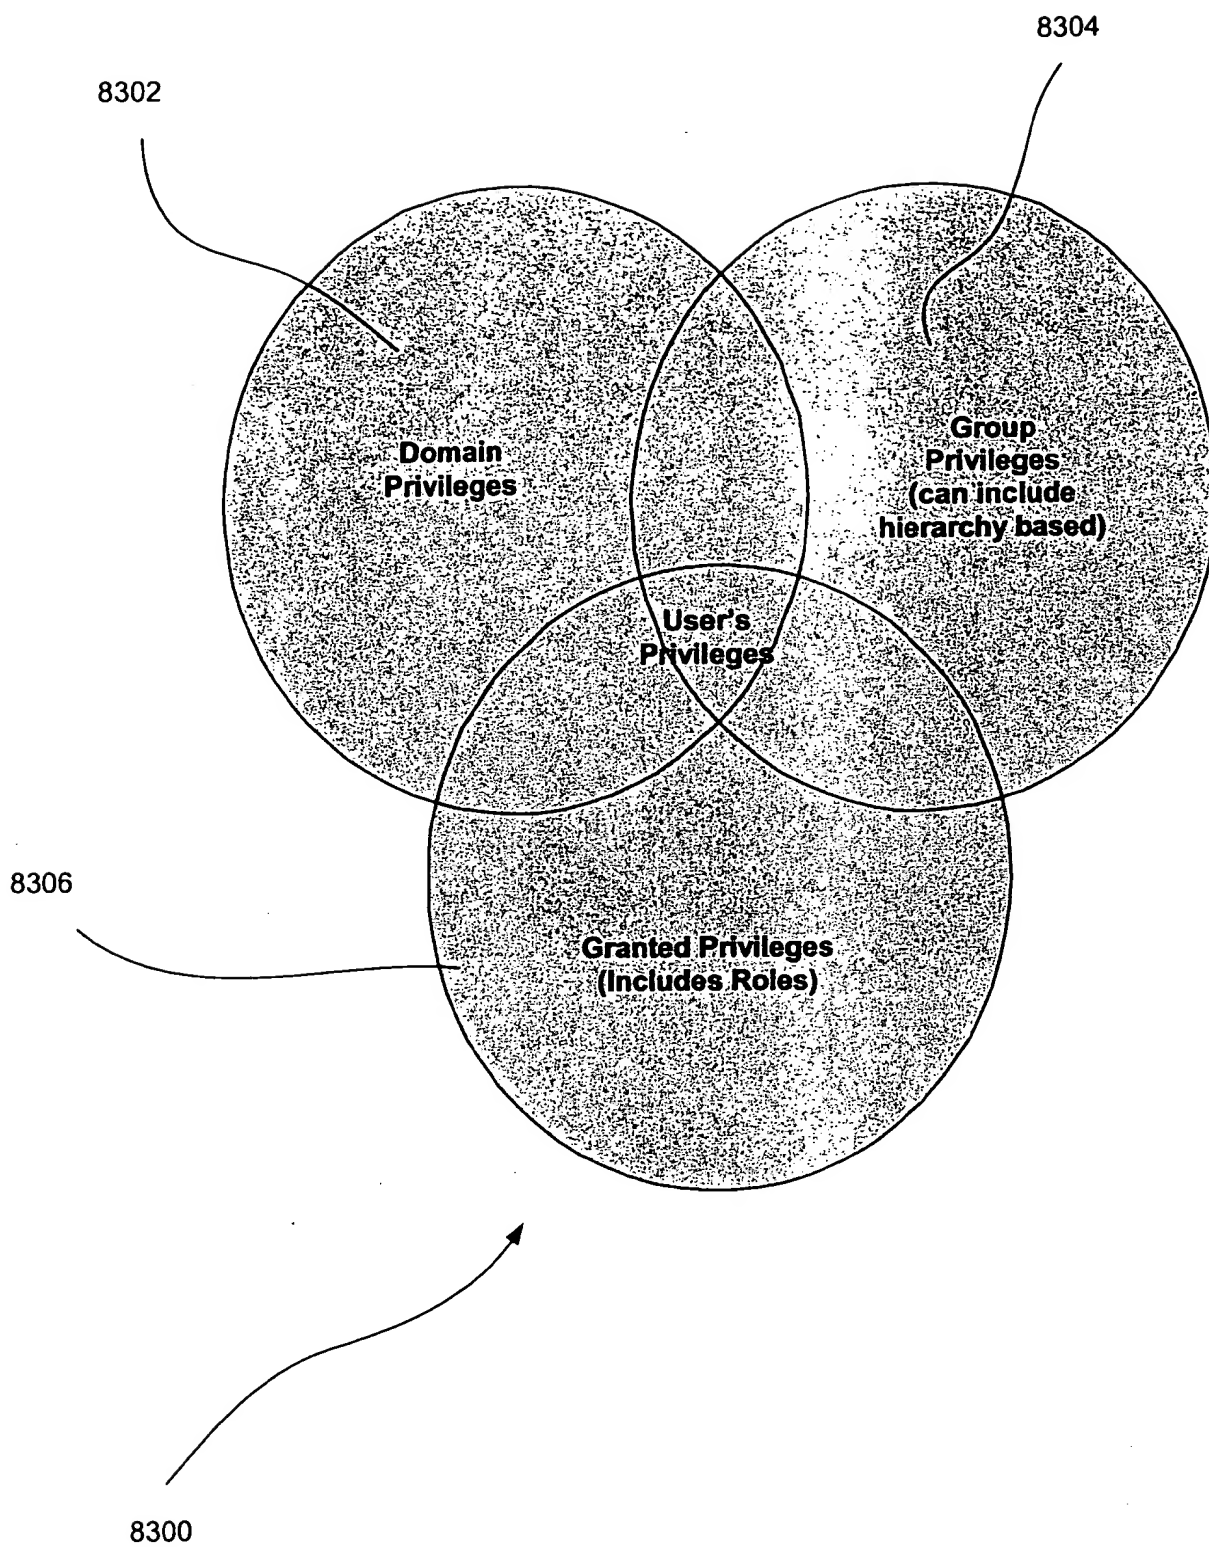 8304
8302
Domain
Privileges
Group
Privileges
(can include
hierarchy based)
User's
Privileges
8306
Granted Privileges
(Includes Roles)
8300